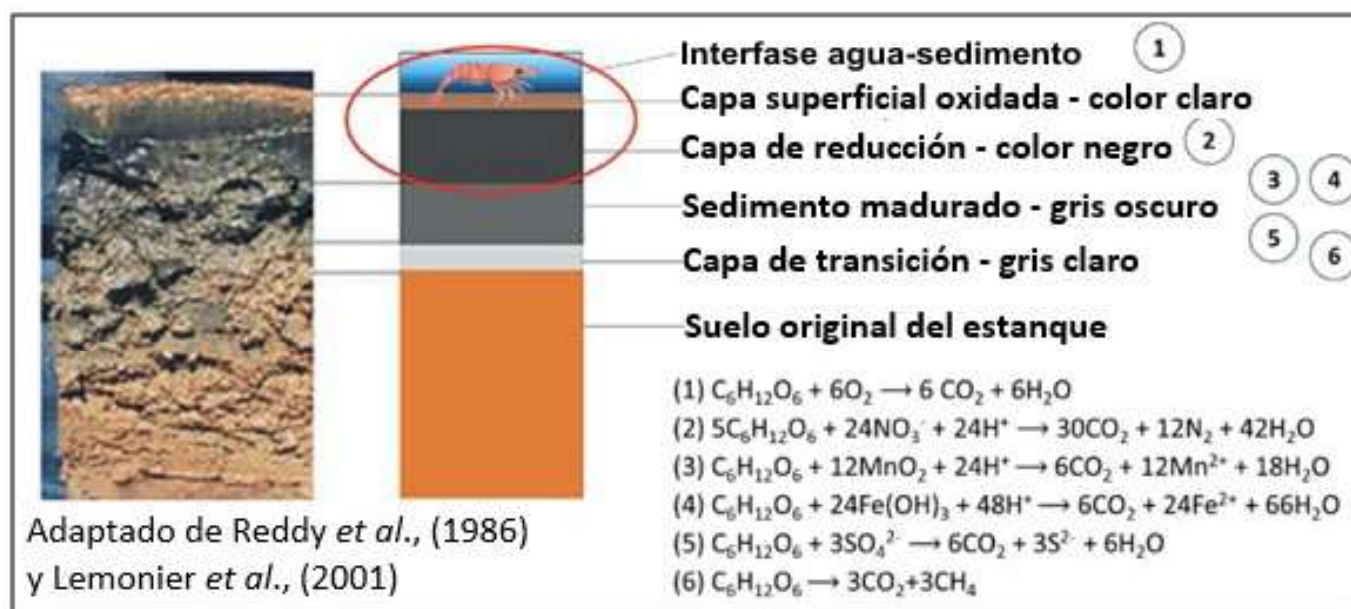 Interfase agua-sedimento 1
Capa superficial oxidada - color claro
Capa de reducción - color negro 2
Sedimento madurado - gris oscuro 3 4
Capa de transición - gris claro 5 6
Suelo original del estanque
(1) C₆H₁₂O₆ + 6O₂ → 6 CO₂ + 6H₂O
(2) 5C₆H₁₂O₆ + 24NO₃⁻ + 24H⁺ → 30CO₂ + 12N₂ + 42H₂O
(3) C₆H₁₂O₆ + 12MnO₂ + 24H⁺ → 6CO₂ + 12Mn²⁺ + 18H₂O
(4) C₆H₁₂O₆ + 24Fe(OH)₃ + 48H⁺ → 6CO₂ + 24Fe²⁺ + 66H₂O
(5) C₆H₁₂O₆ + 3SO₄²⁻ → 6CO₂ + 3S²⁻ + 6H₂O
(6) C₆H₁₂O₆ → 3CO₂+3CH₄
Adaptado de Reddy et al., (1986)
y Lemonier et al., (2001)